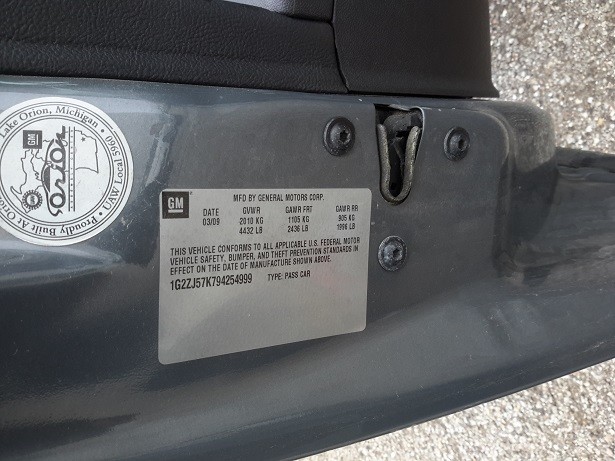 Lake Orion, Michigan •
UAW Local 5960
• Proudly Built at Orion
GM
Orion
GM
MFD BY GENERAL MOTORS CORP.
DATE GVWR GAWR FRT GAWR RR
03/09 2010 KG 1105 KG 905 KG
4432 LB 2436 LB 1996 LB
THIS VEHICLE CONFORMS TO ALL APPLICABLE U.S. FEDERAL MOTOR
VEHICLE SAFETY, BUMPER, AND THEFT PREVENTION STANDARDS IN
EFFECT ON THE DATE OF MANUFACTURE SHOWN ABOVE.
1G2ZJ57K794254999 TYPE: PASS CAR